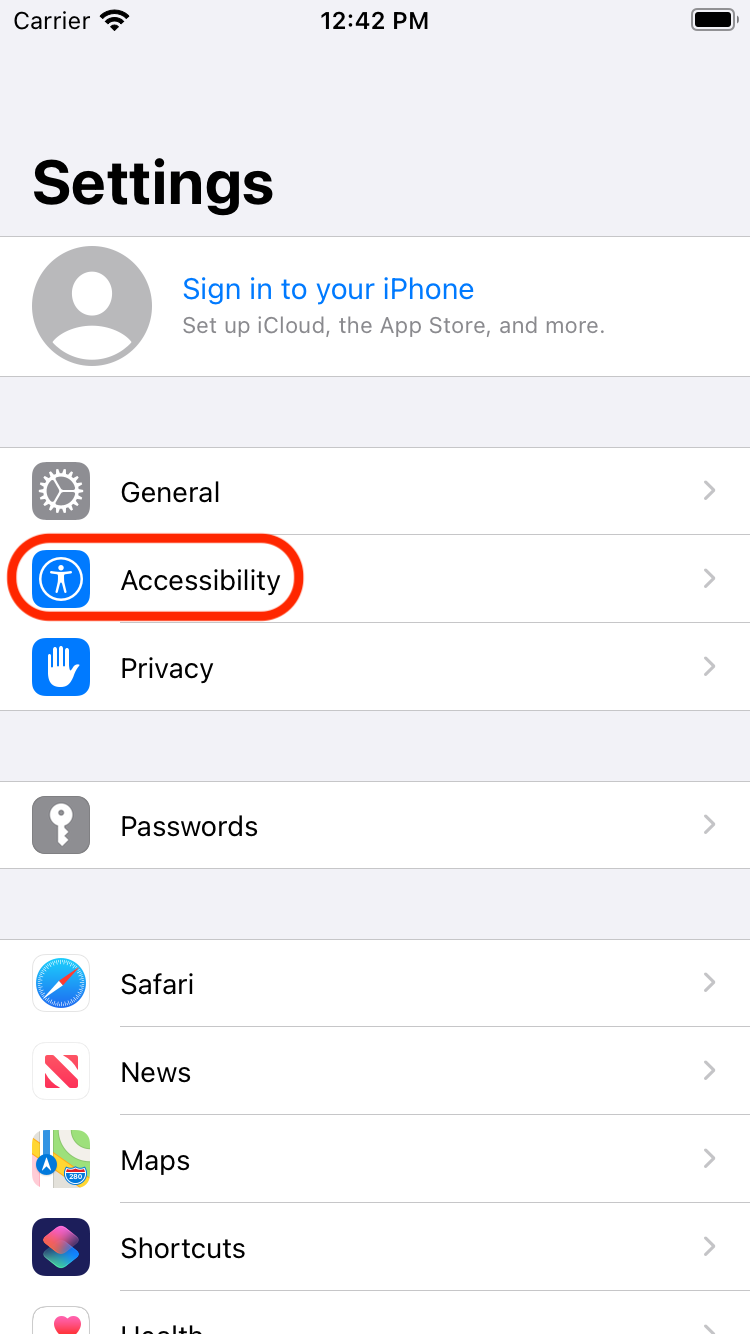 Carrier 12:42 PM
Settings
Sign in to your iPhone
Set up iCloud, the App Store, and more.
General
Accessibility
Privacy
Passwords
Safari
News
280
Maps
Shortcuts
Health